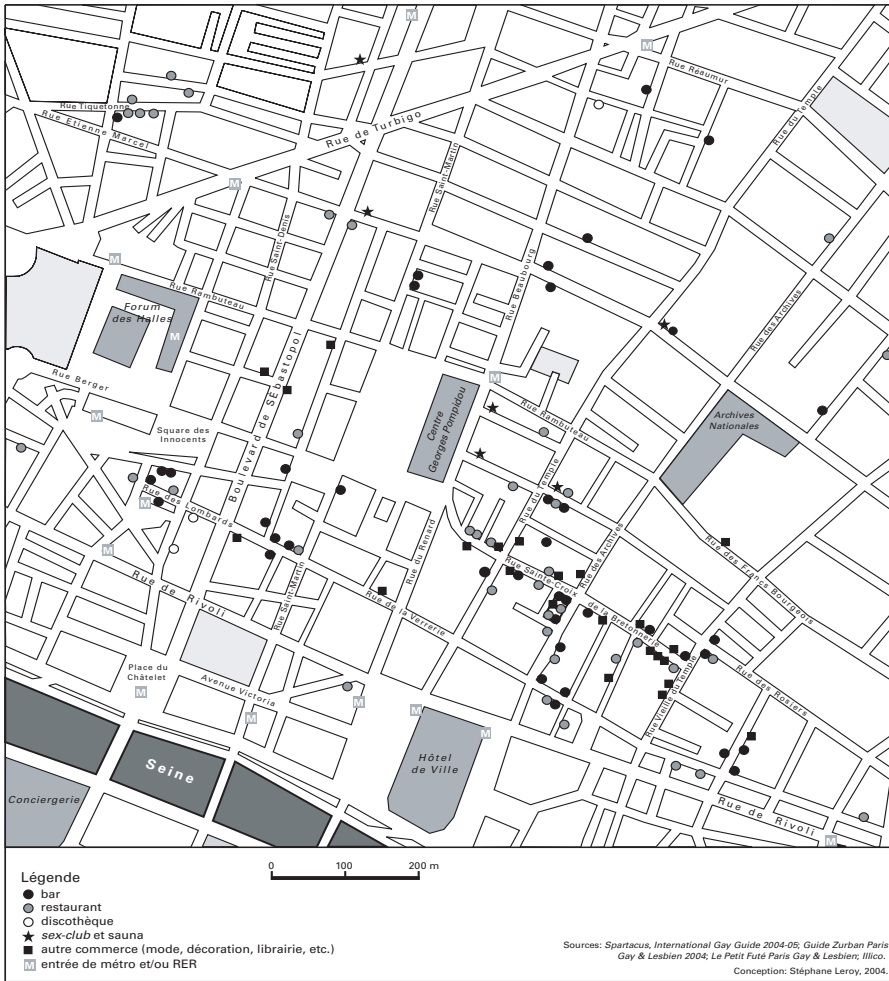 M
M
Rue Réaumur
Rue du Temple
Rue Tiquetonne
Rue Etienne Marcel
Rue de Turbigo
Rue Saint-Martin
M
Rue Saint-Denis
Rue Beaubourg
M
Rue Rambuteau
Forum
des Halles
M
Rue des Archives
Rue Berger
M
Boulevard de SEbastopol
M
Centre
Georges Pompidou
Rue Rambuteau
Archives
Nationales
Square des
Innocents
Rue des Lombards
M
Rue du Temple
M
Rue du Renard
Rue des Archives
Rue des Francs Bourgeois
Rue de Rivoli
Rue Saint-Martin
Rue de la Verrerie
Rue Sainte-Croix
de la Bretonnerie
Place du
Châtelet
M
Avenue Victoria
M
M
M
M
Rue Vieille du Temple
Rue des Rosiers
Seine
Hôtel
de Ville
Conciergerie
Rue de Rivoli
M
0 100 200 m
Légende
bar
restaurant
discothèque
sex-club et sauna
autre commerce (mode, décoration, librairie, etc.)
M entrée de métro et/ou RER
Sources: Spartacus, International Gay Guide 2004-05; Guide Zurban Paris
Gay & Lesbien 2004; Le Petit Futé Paris Gay & Lesbien; Illico.
Conception: Stéphane Leroy, 2004.